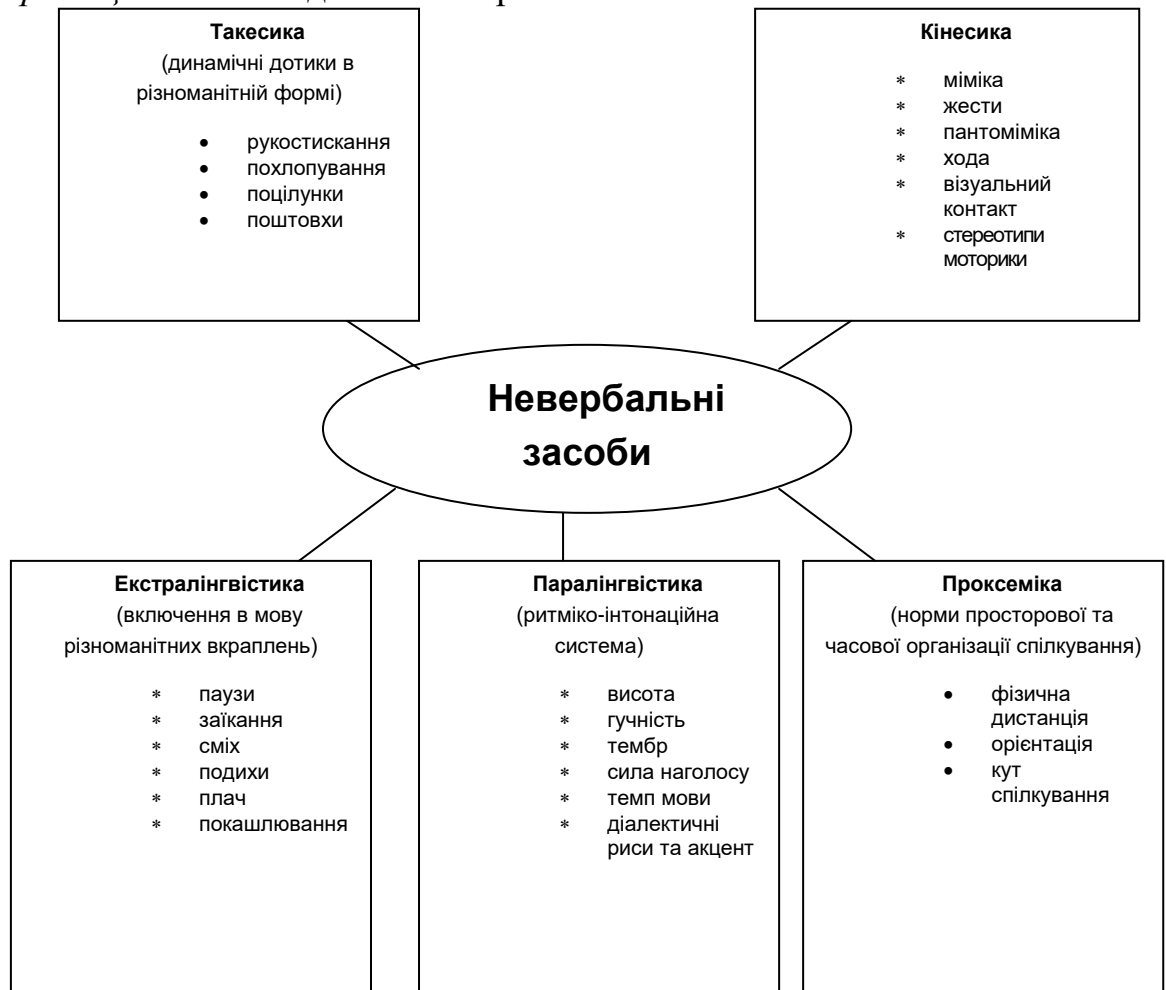 Такесика
(динамічні дотики в
різноманітній формі)
• рукостискання
• похлопування
• поцілунки
• поштовхи
Кінесика
* міміка
* жести
* пантоміміка
* хода
* візуальний
контакт
* стереотипи
моторики
Невербальні
засоби
Екстралінгвістика
(включення в мову
різноманітних вкраплень)
* паузи
* заїкання
* сміх
* подихи
* плач
* покашлювання
Паралінгвістика
(ритміко-інтонаційна
система)
* висота
* гучність
* тембр
* сила наголосу
* темп мови
* діалектичні
риси та акцент
Проксеміка
(норми просторової та
часової організації спілкування)
• фізична
дистанція
• орієнтація
• кут
спілкування